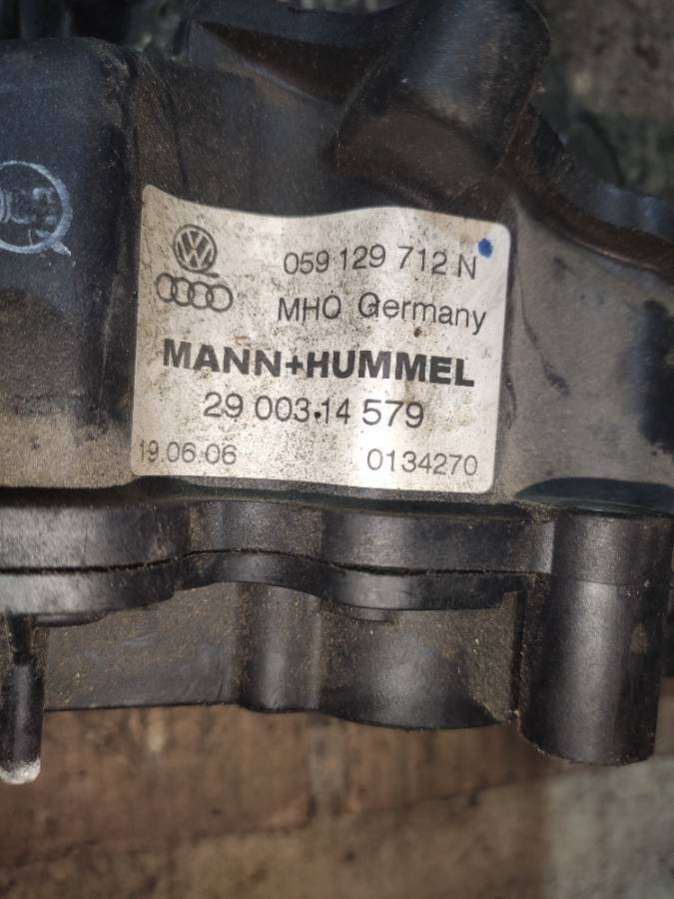 059 129 712 N
MHO Germany
MANN+HUMMEL
29 003.14 579
19.06.06 0134270